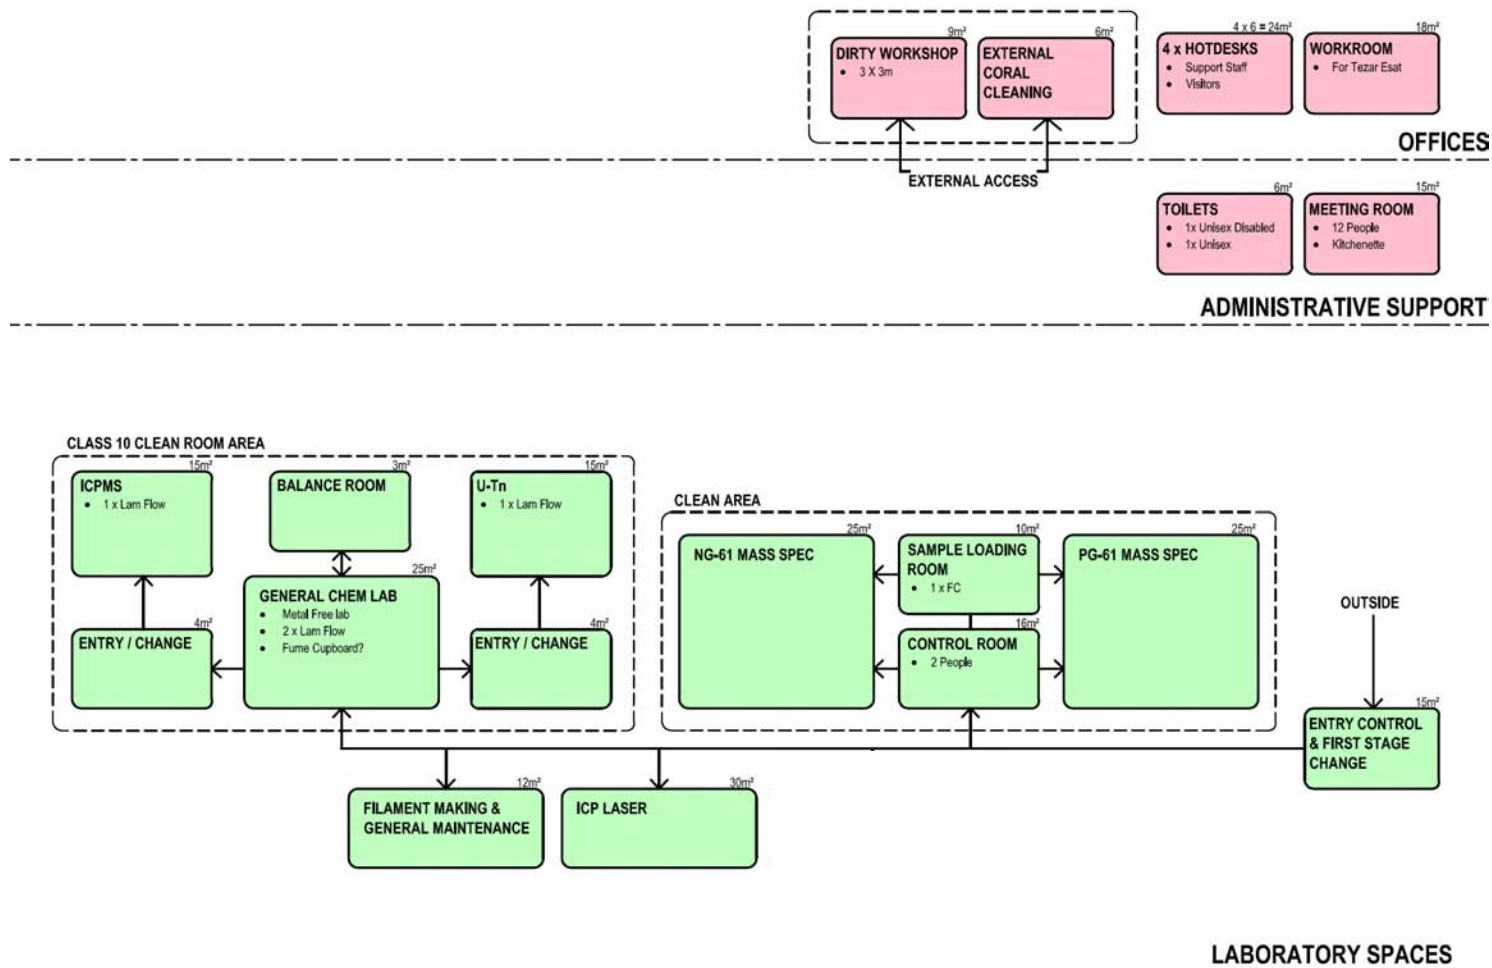 9m²
DIRTY WORKSHOP
• 3 X 3m
6m²
EXTERNAL
CORAL
CLEANING
4 x 6 = 24m²
4 x HOTDESKS
• Support Staff
• Visitors
18m²
WORKROOM
• For Tezar Esat
OFFICES
EXTERNAL ACCESS
6m²
TOILETS
• 1x Unisex Disabled
• 1x Unisex
15m²
MEETING ROOM
• 12 People
• Kitchenette
ADMINISTRATIVE SUPPORT
CLASS 10 CLEAN ROOM AREA
15m²
ICPMS
• 1 x Lam Flow
3m²
BALANCE ROOM
15m²
U-Tn
• 1 x Lam Flow
25m²
GENERAL CHEM LAB
• Metal Free lab
• 2 x Lam Flow
• Fume Cupboard?
4m²
ENTRY / CHANGE
4m²
ENTRY / CHANGE
CLEAN AREA
25m²
NG-61 MASS SPEC
10m²
SAMPLE LOADING
ROOM
• 1 x FC
25m²
PG-61 MASS SPEC
16m²
CONTROL ROOM
• 2 People
OUTSIDE
15m²
ENTRY CONTROL
& FIRST STAGE
CHANGE
12m²
FILAMENT MAKING &
GENERAL MAINTENANCE
30m²
ICP LASER
LABORATORY SPACES